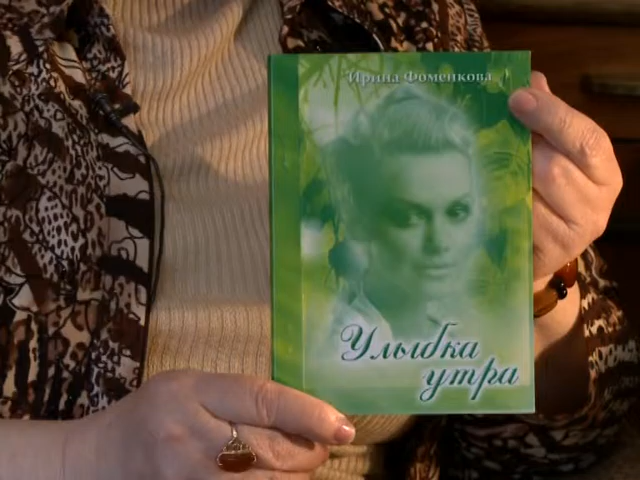 Ирина Фоменкова
Улыбка
утра